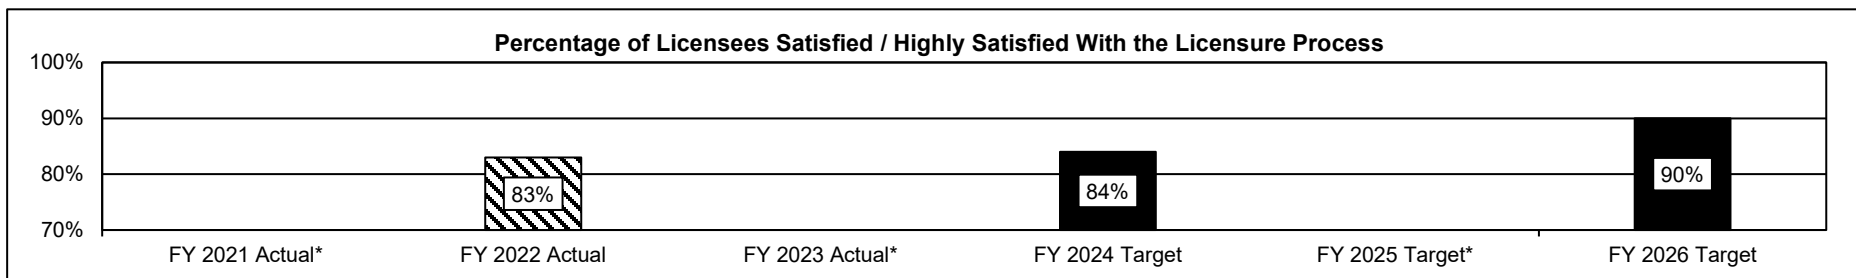 Percentage of Licensees Satisfied / Highly Satisfied With the Licensure Process
100%
90%
80%
70%
83%
84%
90%
FY 2021 Actual*
FY 2022 Actual
FY 2023 Actual*
FY 2024 Target
FY 2025 Target*
FY 2026 Target